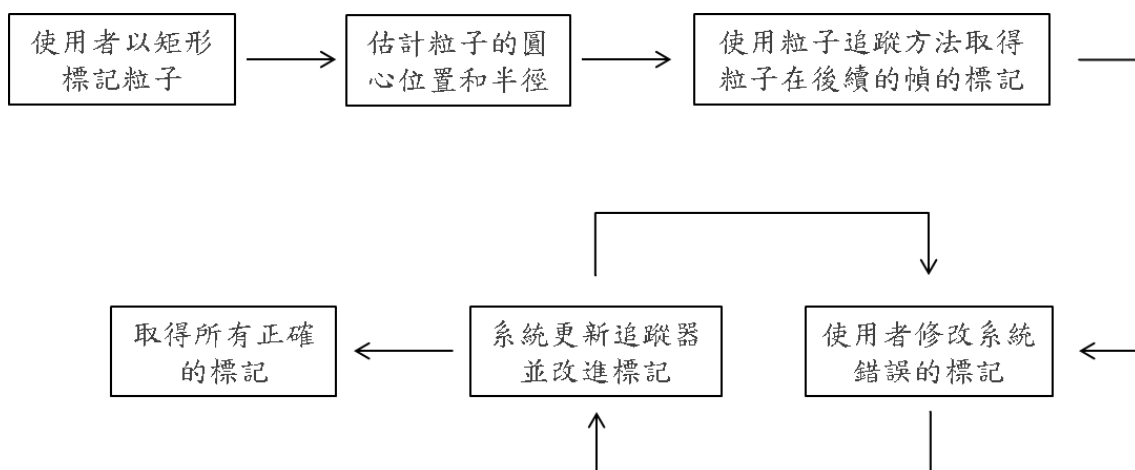 使用者以矩形
標記粒子
估計粒子的圓
心位置和半徑
使用粒子追蹤方法取得
粒子在後續的幀的標記
取得所有正確
的標記
系統更新追蹤器
並改進標記
使用者修改系統
錯誤的標記